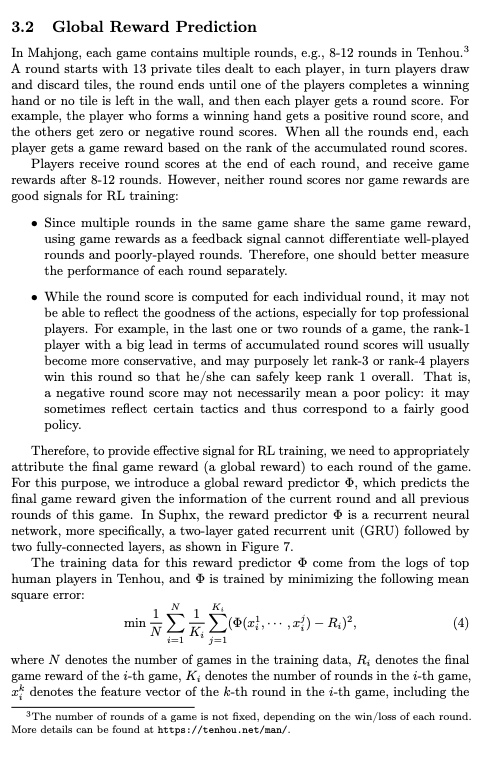 3.2 Global Reward Prediction
In Mahjong, each game contains multiple rounds, e.g., 8-12 rounds in Tenhou.3
A round starts with 13 private tiles dealt to each player, in turn players draw
and discard tiles, the round ends until one of the players completes a winning
hand or no tile is left in the wall, and then each player gets a round score. For
example, the player who forms a winning hand gets a positive round score, and
the others get zero or negative round scores. When all the rounds end, each
player gets a game reward based on the rank of the accumulated round scores.
Players receive round scores at the end of each round, and receive game
rewards after 8-12 rounds. However, neither round scores nor game rewards are
good signals for RL training:
• Since multiple rounds in the same game share the same game reward,
using game rewards as a feedback signal cannot differentiate well-played
rounds and poorly-played rounds. Therefore, one should better measure
the performance of each round separately.
• While the round score is computed for each individual round, it may not
be able to reflect the goodness of the actions, especially for top professional
players. For example, in the last one or two rounds of a game, the rank-1
player with a big lead in terms of accumulated round scores will usually
become more conservative, and may purposely let rank-3 or rank-4 players
win this round so that he/she can safely keep rank 1 overall. That is,
a negative round score may not necessarily mean a poor policy: it may
sometimes reflect certain tactics and thus correspond to a fairly good
policy.
Therefore, to provide effective signal for RL training, we need to appropriately
attribute the final game reward (a global reward) to each round of the game.
For this purpose, we introduce a global reward predictor Φ, which predicts the
final game reward given the information of the current round and all previous
rounds of this game. In Suphx, the reward predictor Φ is a recurrent neural
network, more specifically, a two-layer gated recurrent unit (GRU) followed by
two fully-connected layers, as shown in Figure 7.
The training data for this reward predictor Φ come from the logs of top
human players in Tenhou, and Φ is trained by minimizing the following mean
square error:
min 1/N ∑_{i=1}^{N} 1/K_i ∑_{j=1}^{K_i} (Φ(x_i^1, ⋯ , x_i^j) − R_i)^2, (4)
where N denotes the number of games in the training data, R_i denotes the final
game reward of the i-th game, K_i denotes the number of rounds in the i-th game,
x_i^k denotes the feature vector of the k-th round in the i-th game, including the
3The number of rounds of a game is not fixed, depending on the win/loss of each round.
More details can be found at https://tenhou.net/man/.